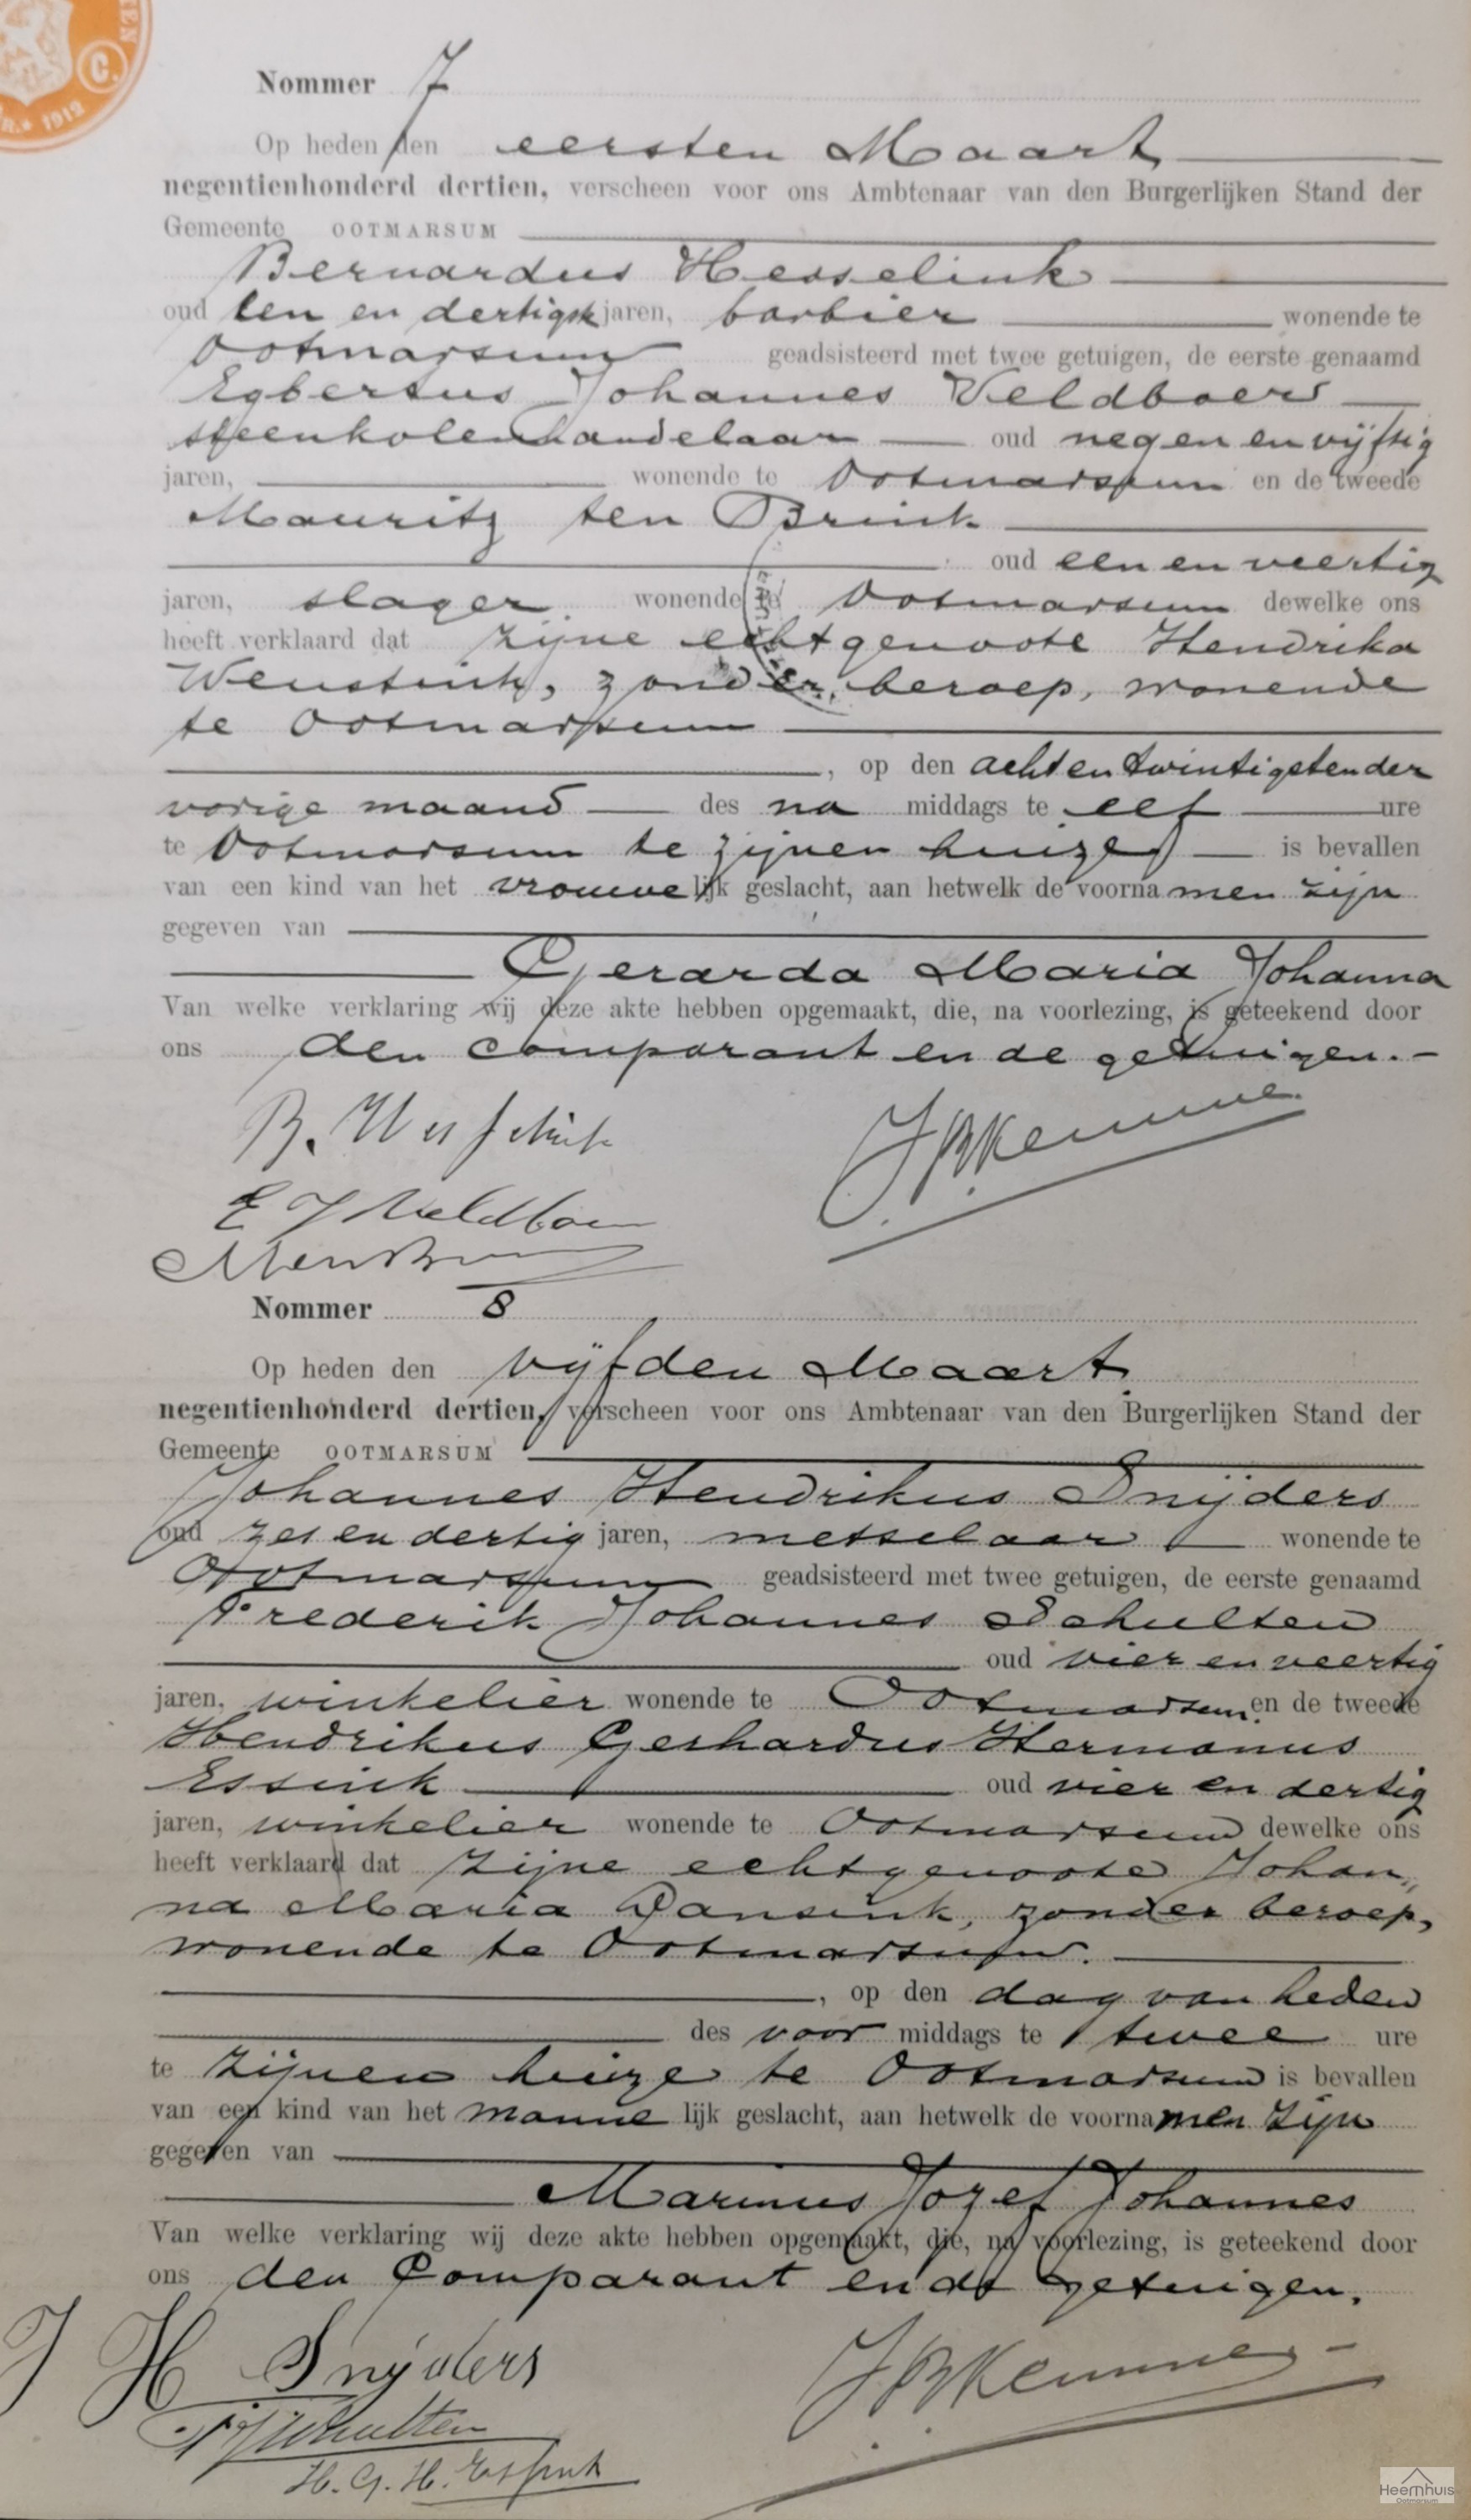 C.
EN
R. * 1912
Nommer 7
Op heden den eersten Maart
negentienhonderd dertien, verscheen voor ons Ambtenaar van den Burgerlijken Stand der
Gemeente OOTMARSUM
Bernardus Hesselink
oud een en dertigst jaren, barbier wonende te
Ootmarsum geadsisteerd met twee getuigen, de eerste genaamd
Egbertus Johannes Veldboer
steenkolenhandelaar oud negen en vijftig
jaren, wonende te Ootmarsum en de tweede
Mauritz ten Brink
oud een en veertig
jaren, slager wonende te Ootmarsum dewelke ons
heeft verklaard dat zijne echtgenoote Hendrika
Wenstink, zonder beroep, wonende
te Ootmarsum
, op den acht en twintigsten der
vorige maand des na middags te elf ure
te Ootmarsum te zijnen huize is bevallen
van een kind van het vrouwelijk geslacht, aan hetwelk de voornamen zijn
gegeven van
Gerarda Maria Johanna
Van welke verklaring wij deze akte hebben opgemaakt, die, na voorlezing, is geteekend door
ons den comparant en de getuigen.-
B.
JBKemme
E J Veldboer
Nommer 8
Op heden den vijfden Maart
negentienhonderd dertien, verscheen voor ons Ambtenaar van den Burgerlijken Stand der
Gemeente OOTMARSUM
Johannes Hendrikus Snijders
oud zes en dertig jaren, metselaar wonende te
Ootmarsum geadsisteerd met twee getuigen, de eerste genaamd
Frederik Johannes Schulten
oud vier en veertig
jaren, winkelier wonende te Ootmarsum en de tweede
Hendrikus Gerhardus Hermanus
Essink oud vier en dertig
jaren, winkelier wonende te Ootmarsum dewelke ons
heeft verklaard dat zijne echtgenoote Johan,,
na Maria Dansink, zonder beroep,
wonende te Ootmarsum.
, op den dag van heden
des voor middags te twee ure
te zijnen huize te Ootmarsum is bevallen
van een kind van het mannelijk geslacht, aan hetwelk de voornamen zijn
gegeven van
Marinus Jozef Johannes
Van welke verklaring wij deze akte hebben opgemaakt, die, na voorlezing, is geteekend door
ons den Comparant en de getuigen.
J H Snijders
JBKemme
FJSchulten
H. G. H. Essink
Heemhuis
Ootmarsum